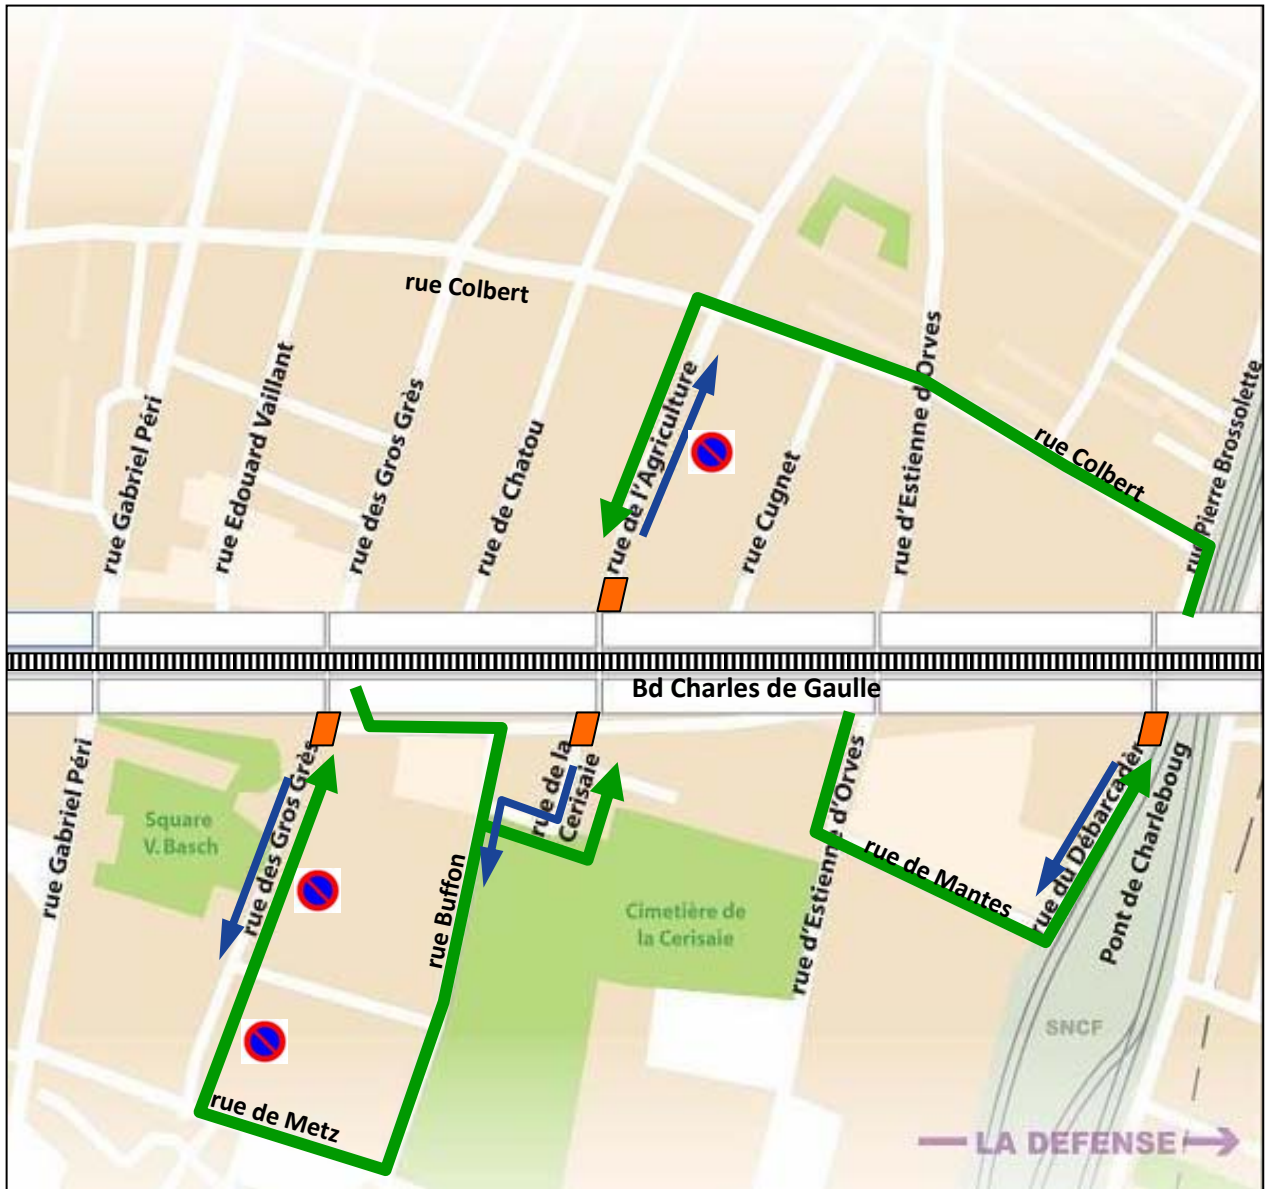 rue Colbert
rue Gabriel Péri
rue Edouard Vaillant
rue des Gros Grès
rue de Chatou
rue de l'Agriculture
rue Cugnet
rue d'Estienne d'Orves
rue Colbert
rue Pierre Brossolette
Bd Charles de Gaulle
rue Gabriel Péri
Square
V. Basch
rue des Gros Grès
rue Buffon
rue de la
Cerisaie
Cimetière de
la Cerisaie
rue d'Estienne d'Orves
rue de Mantes
rue du Débarcadèr
Pont de Charleboug
SNCF
rue de Metz
LA DEFENSE